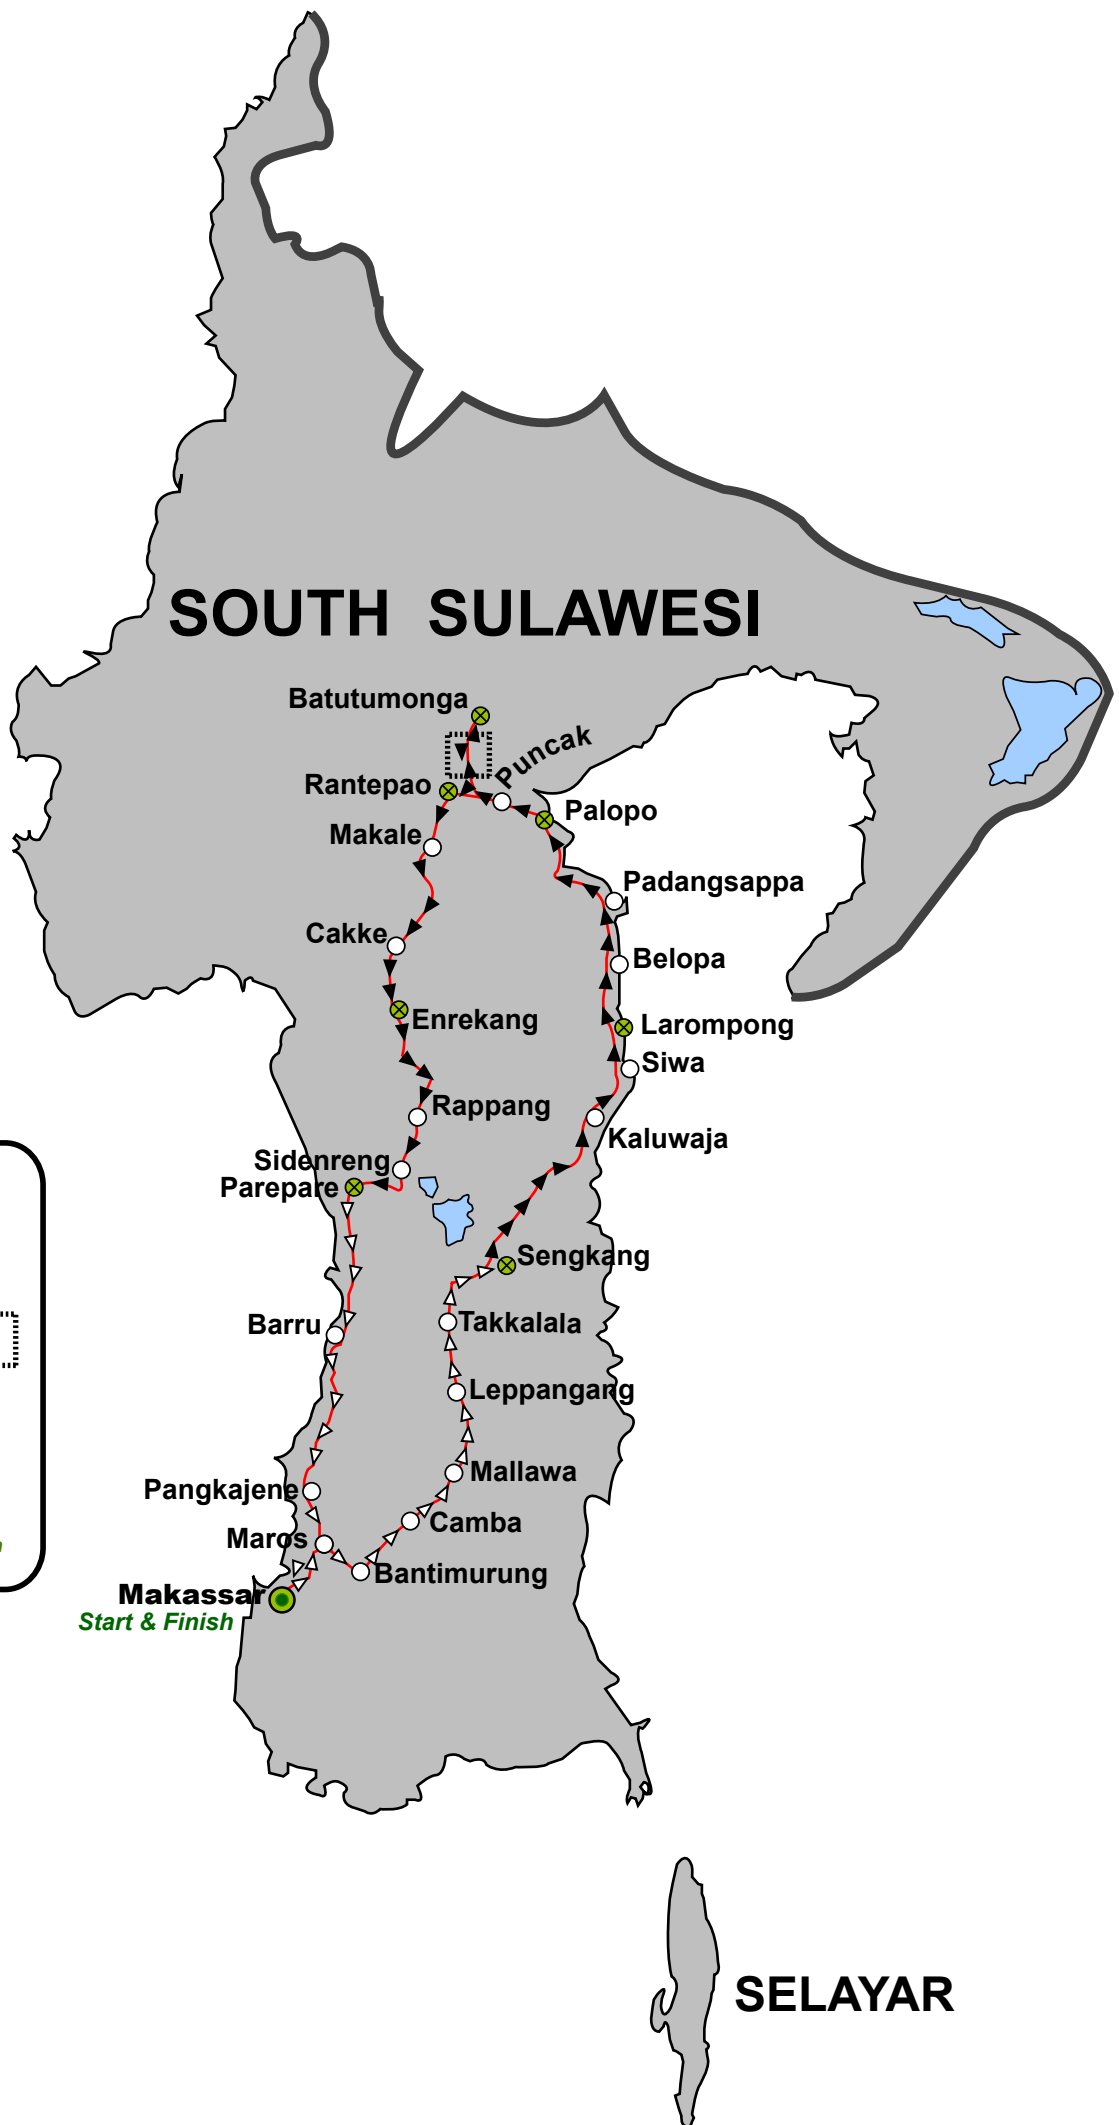 SOUTH SULAWESI
Batutumonga
Puncak
Rantepao
Palopo
Makale
Padangsappa
Cakke
Belopa
Enrekang
Larompong
Siwa
Rappang
Kaluwaja
Sidenreng
Parepare
Sengkang
Barru
Takkalala
Leppangang
Mallawa
Pangkajene
Camba
Maros
Bantimurung
Makassar
Start & Finish
SELAYAR